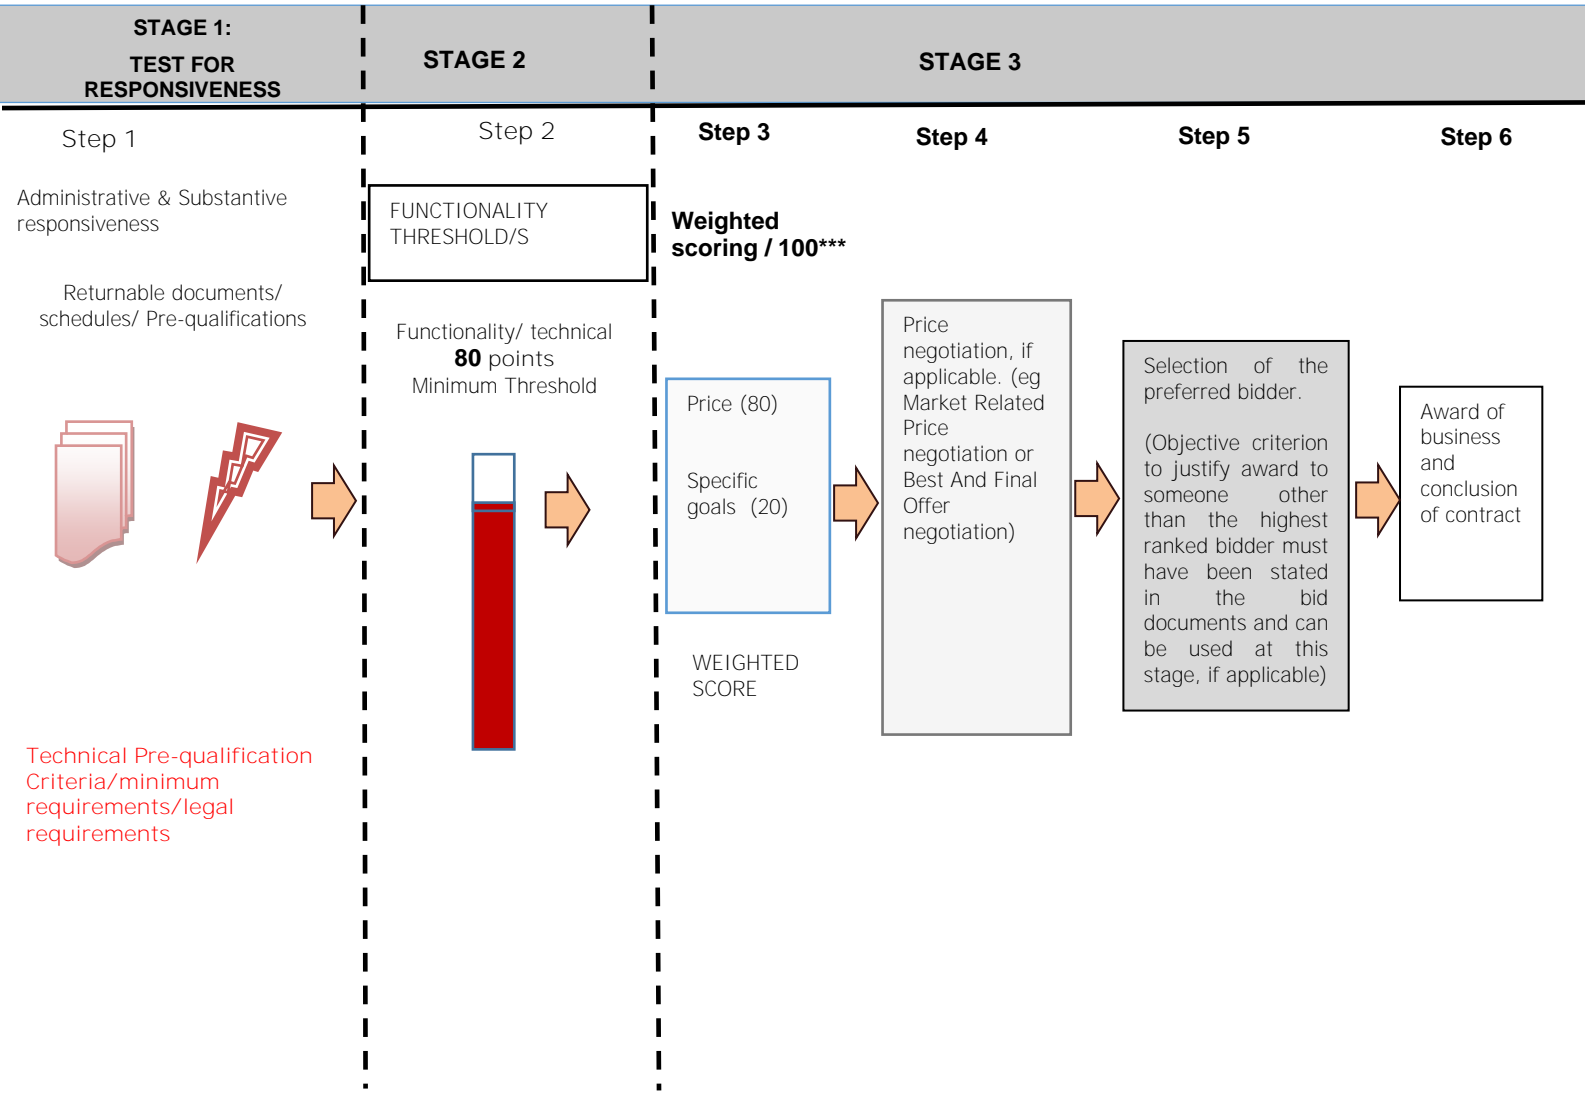 STAGE 1:
TEST FOR
RESPONSIVENESS
STAGE 2
STAGE 3
Step 1
Administrative & Substantive
responsiveness
Returnable documents/
schedules/ Pre-qualifications
Technical Pre-qualification
Criteria/minimum
requirements/legal
requirements
Step 2
FUNCTIONALITY
THRESHOLD/S
Functionality/ technical
80 points
Minimum Threshold
Step 3
Weighted
scoring / 100***
Price (80)
Specific
goals (20)
WEIGHTED
SCORE
Step 4
Price
negotiation, if
applicable. (eg
Market Related
Price
negotiation or
Best And Final
Offer
negotiation)
Step 5
Selection of the
preferred bidder.
(Objective criterion
to justify award to
someone other
than the highest
ranked bidder must
have been stated
in the bid
documents and can
be used at this
stage, if applicable)
Step 6
Award of
business
and
conclusion
of contract